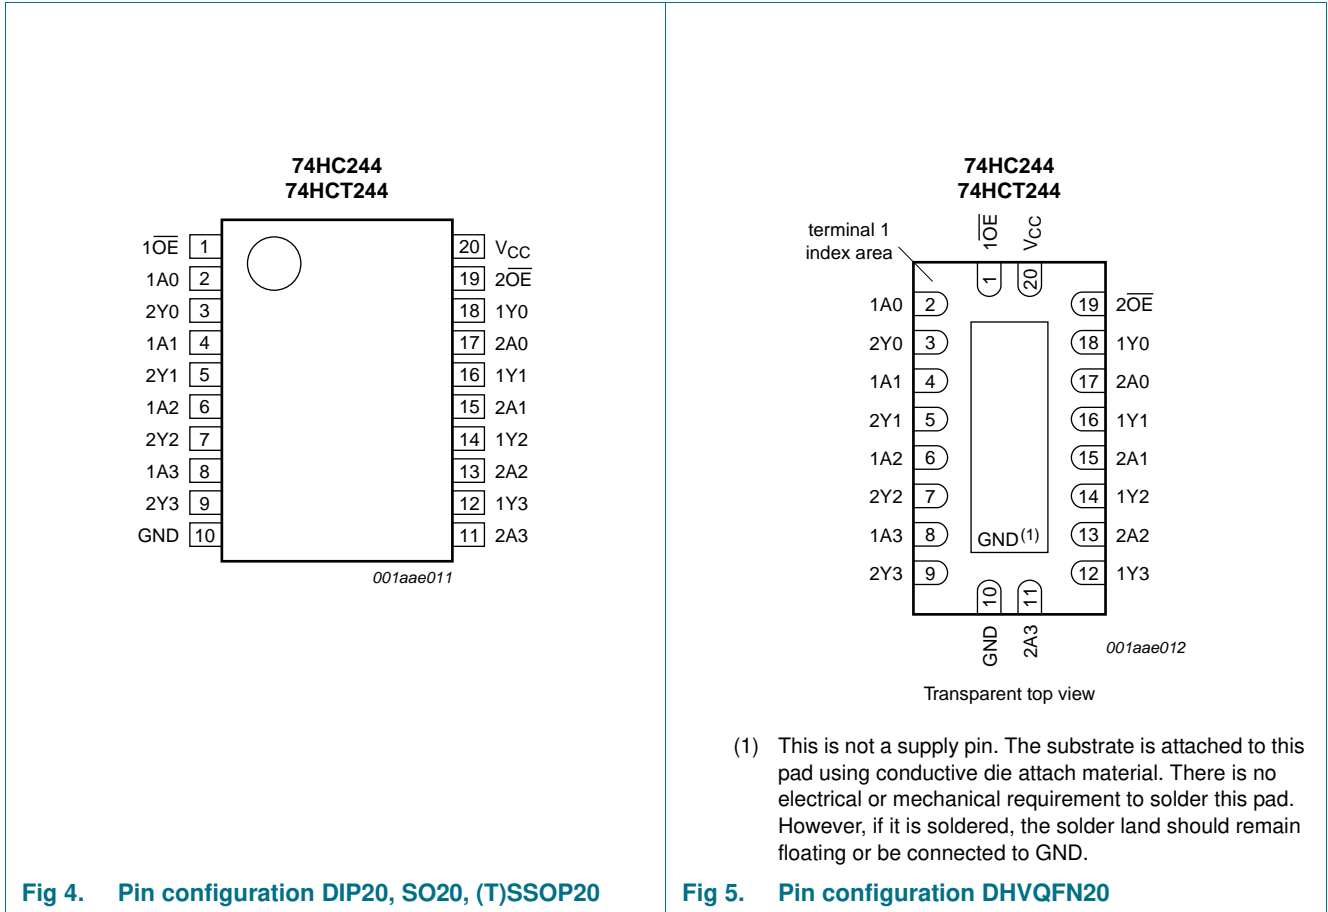 74HC244
74HCT244
1O̅E̅ 1
1A0 2
2Y0 3
1A1 4
2Y1 5
1A2 6
2Y2 7
1A3 8
2Y3 9
GND 10
20 VCC
19 2O̅E̅
18 1Y0
17 2A0
16 1Y1
15 2A1
14 1Y2
13 2A2
12 1Y3
11 2A3
001aae011
Fig 4. Pin configuration DIP20, SO20, (T)SSOP20
74HC244
74HCT244
terminal 1
index area
1O̅E̅ 1
VCC 20
1A0 2
2Y0 3
1A1 4
2Y1 5
1A2 6
2Y2 7
1A3 8
2Y3 9
GND(1)
19 2O̅E̅
18 1Y0
17 2A0
16 1Y1
15 2A1
14 1Y2
13 2A2
12 1Y3
10 GND
11 2A3
001aae012
Transparent top view
(1) This is not a supply pin. The substrate is attached to this
pad using conductive die attach material. There is no
electrical or mechanical requirement to solder this pad.
However, if it is soldered, the solder land should remain
floating or be connected to GND.
Fig 5. Pin configuration DHVQFN20